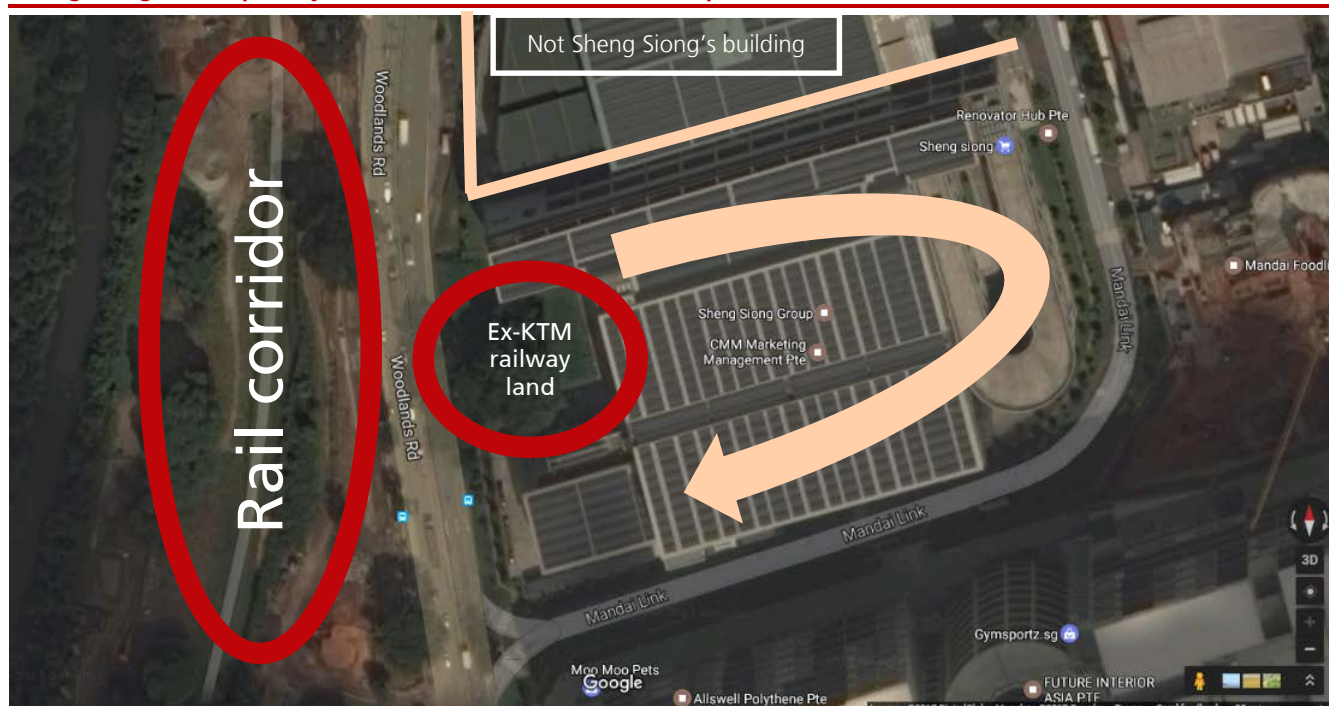 Not Sheng Siong's building
Woodlands Rd
Renovator Hub Pte
Sheng siong
Rail corridor
Ex-KTM
railway
land
Sheng Siong Group
CMM Marketing
Management Pte
Mandai Link
Mandai Foodli
Woodlands Rd
Mandai Link
3D
Mandai Link
Gymsportz.sg
Moo Moo Pets
Google
Allswell Polythene Pte
FUTURE INTERIOR
ASIA PTE